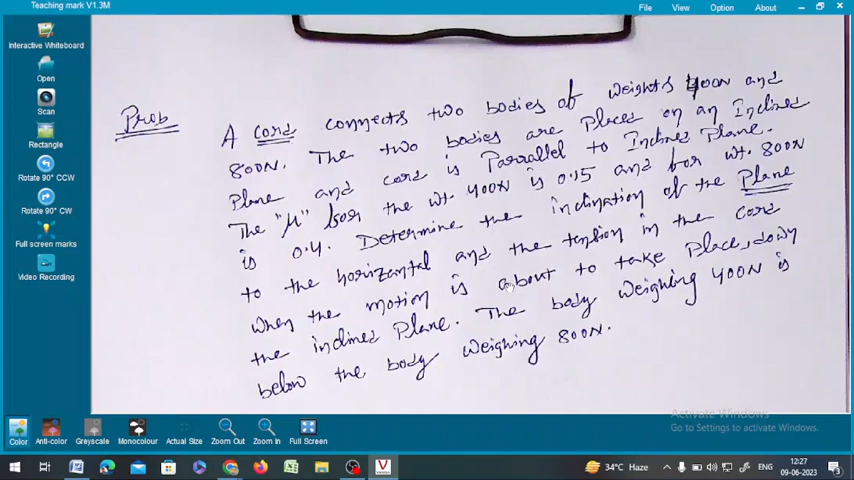 Teaching mark V1.3M
File View Option About
Interactive Whiteboard
Open
Scan
Rectangle
Rotate 90° CCW
Rotate 90° CW
Full screen marks
Video Recording
Prob
A cord connects two bodies of weights 400N and
800N. The two bodies are Placed on an Inclined
Plane and cord is Parrallel to Inclined Plane.
The "μ" for the wt. 400N is 0.15 and for wt. 800N
is 0.4. Determine the inclination of the Plane
to the horizontal and the tension in the cord
when the motion is about to take Place, down
the inclined Plane. The body weighing 400N is
below the body weighing 800N.
Activate Windows
Go to Settings to activate Windows.
Color Anti-color Greyscale Monocolour Actual Size Zoom Out Zoom In Full Screen
34°C Haze ENG 12:27
09-06-2023 3